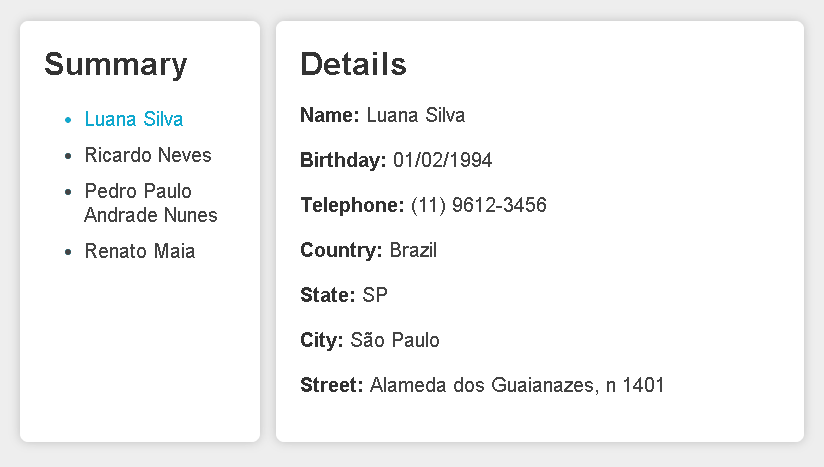 Summary
Luana Silva
Ricardo Neves
Pedro Paulo
Andrade Nunes
Renato Maia
Details
Name: Luana Silva
Birthday: 01/02/1994
Telephone: (11) 9612-3456
Country: Brazil
State: SP
City: São Paulo
Street: Alameda dos Guaianazes, n 1401